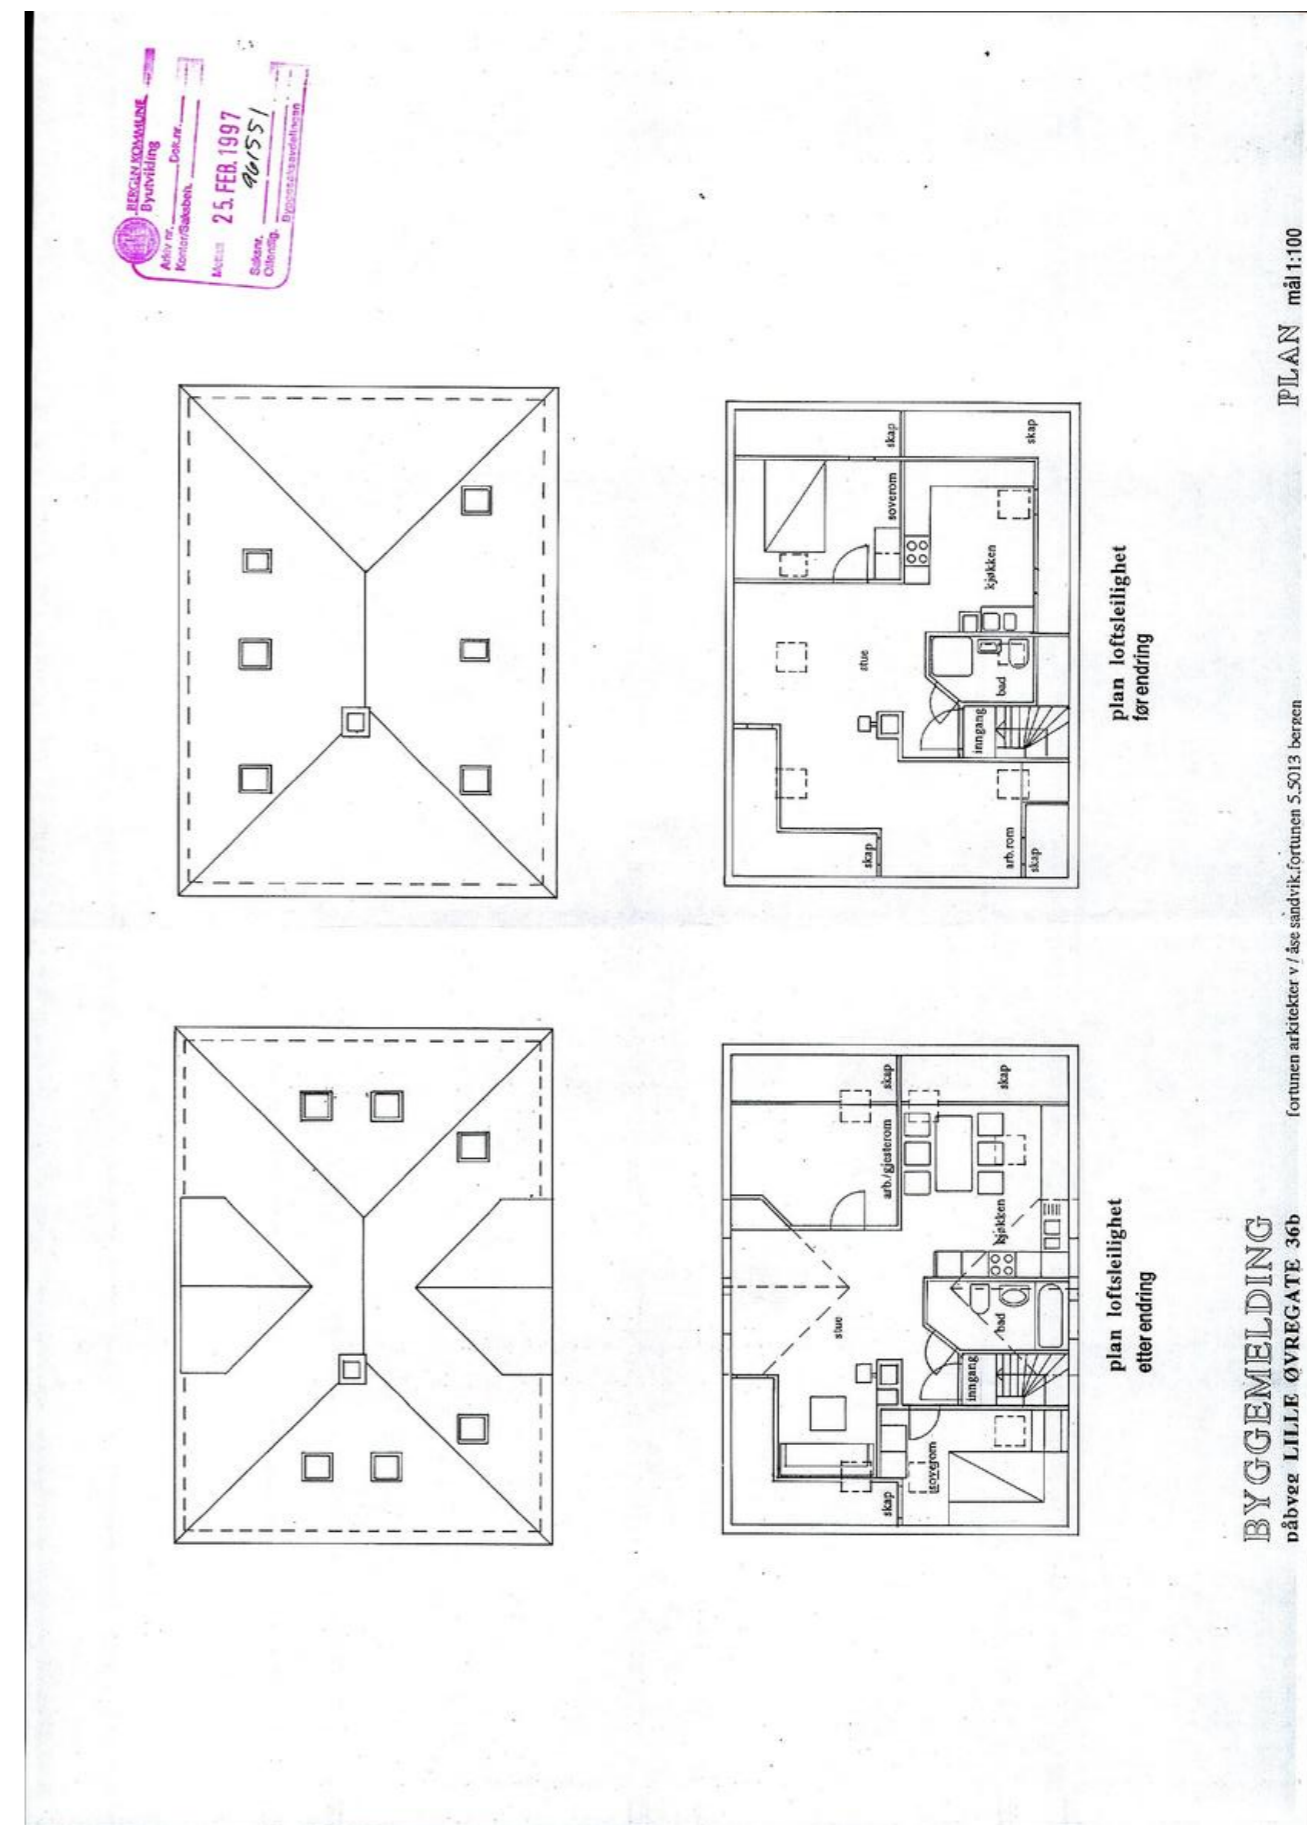 BERGEN KOMMUNE
Byutvikling
Arkiv nr. Dok.nr.
Kontor/Saksbeh.
25. FEB. 1997
Saksnr. 961551
Offentlig.
Byggesaksavdelingen
skap
arb./gjesterom
skap
stue
kjøkken
bad
inngang
skap
soverom
plan loftsleilighet
etter endring
skap
soverom
skap
stue
kjøkken
bad
inngang
skap
arb.rom
skap
plan loftsleilighet
før endring
BYGGEMELDING
påbygg LILLE ØVREGATE 36b
fortunen arkitekter v / åse sandvik.fortunen 5.5013 bergen
PLAN mål 1:100